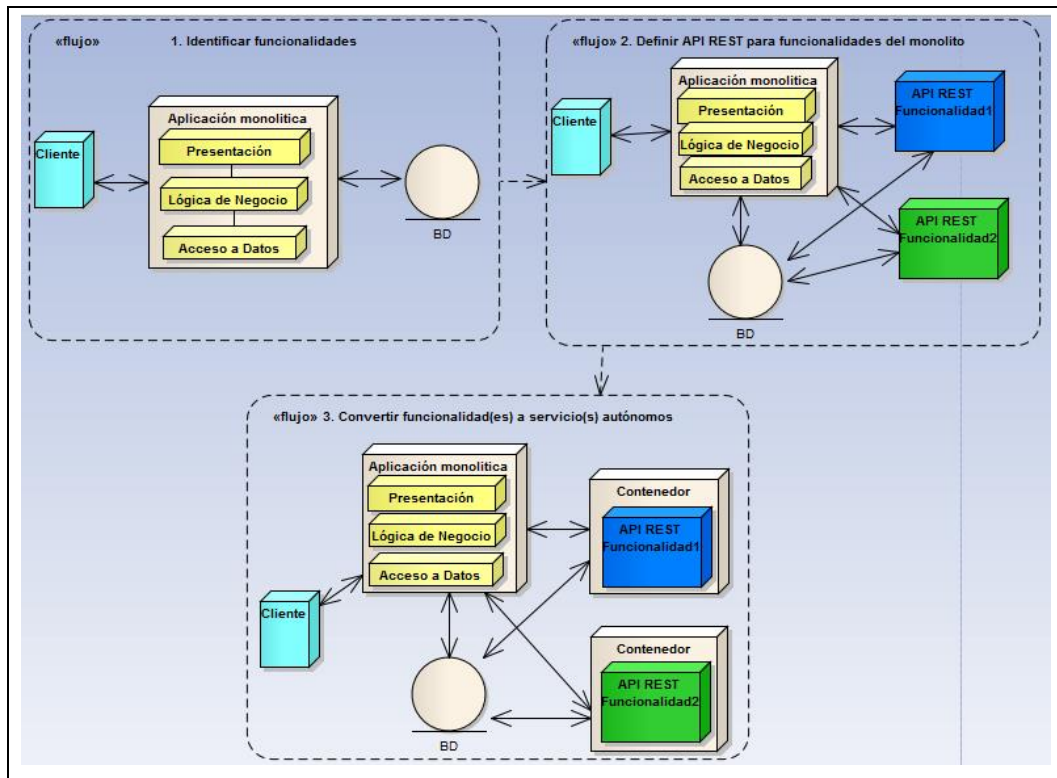 «flujo» 1. Identificar funcionalidades
Aplicación monolitica
Presentación
Cliente
Lógica de Negocio
Acceso a Datos
BD
«flujo» 2. Definir API REST para funcionalidades del monolito
Aplicación monolitica
Presentación
Cliente
Lógica de Negocio
Acceso a Datos
API REST
Funcionalidad1
API REST
Funcionalidad2
BD
«flujo» 3. Convertir funcionalidad(es) a servicio(s) autónomos
Aplicación monolitica
Presentación
Lógica de Negocio
Acceso a Datos
Cliente
Contenedor
API REST
Funcionalidad1
Contenedor
API REST
Funcionalidad2
BD